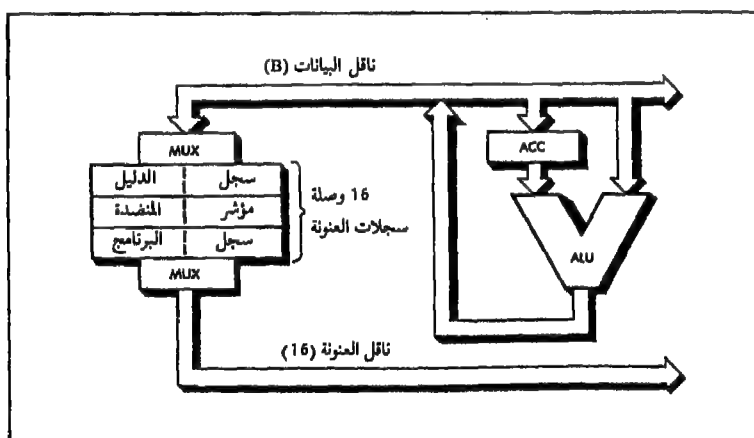 ناقل البيانات (B)
MUX
ACC
سجل الدليل
مؤشر المنضدة
سجل البرنامج
16 وصلة
سجلات العنونة
ALU
MUX
ناقل العنونة (16)